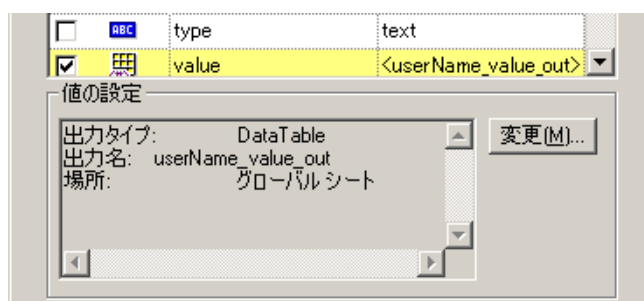 ABC type text
value <userName_value_out>
値の設定
出力タイプ: DataTable
出力名: userName_value_out
場所: グローバル シート
変更(M)...